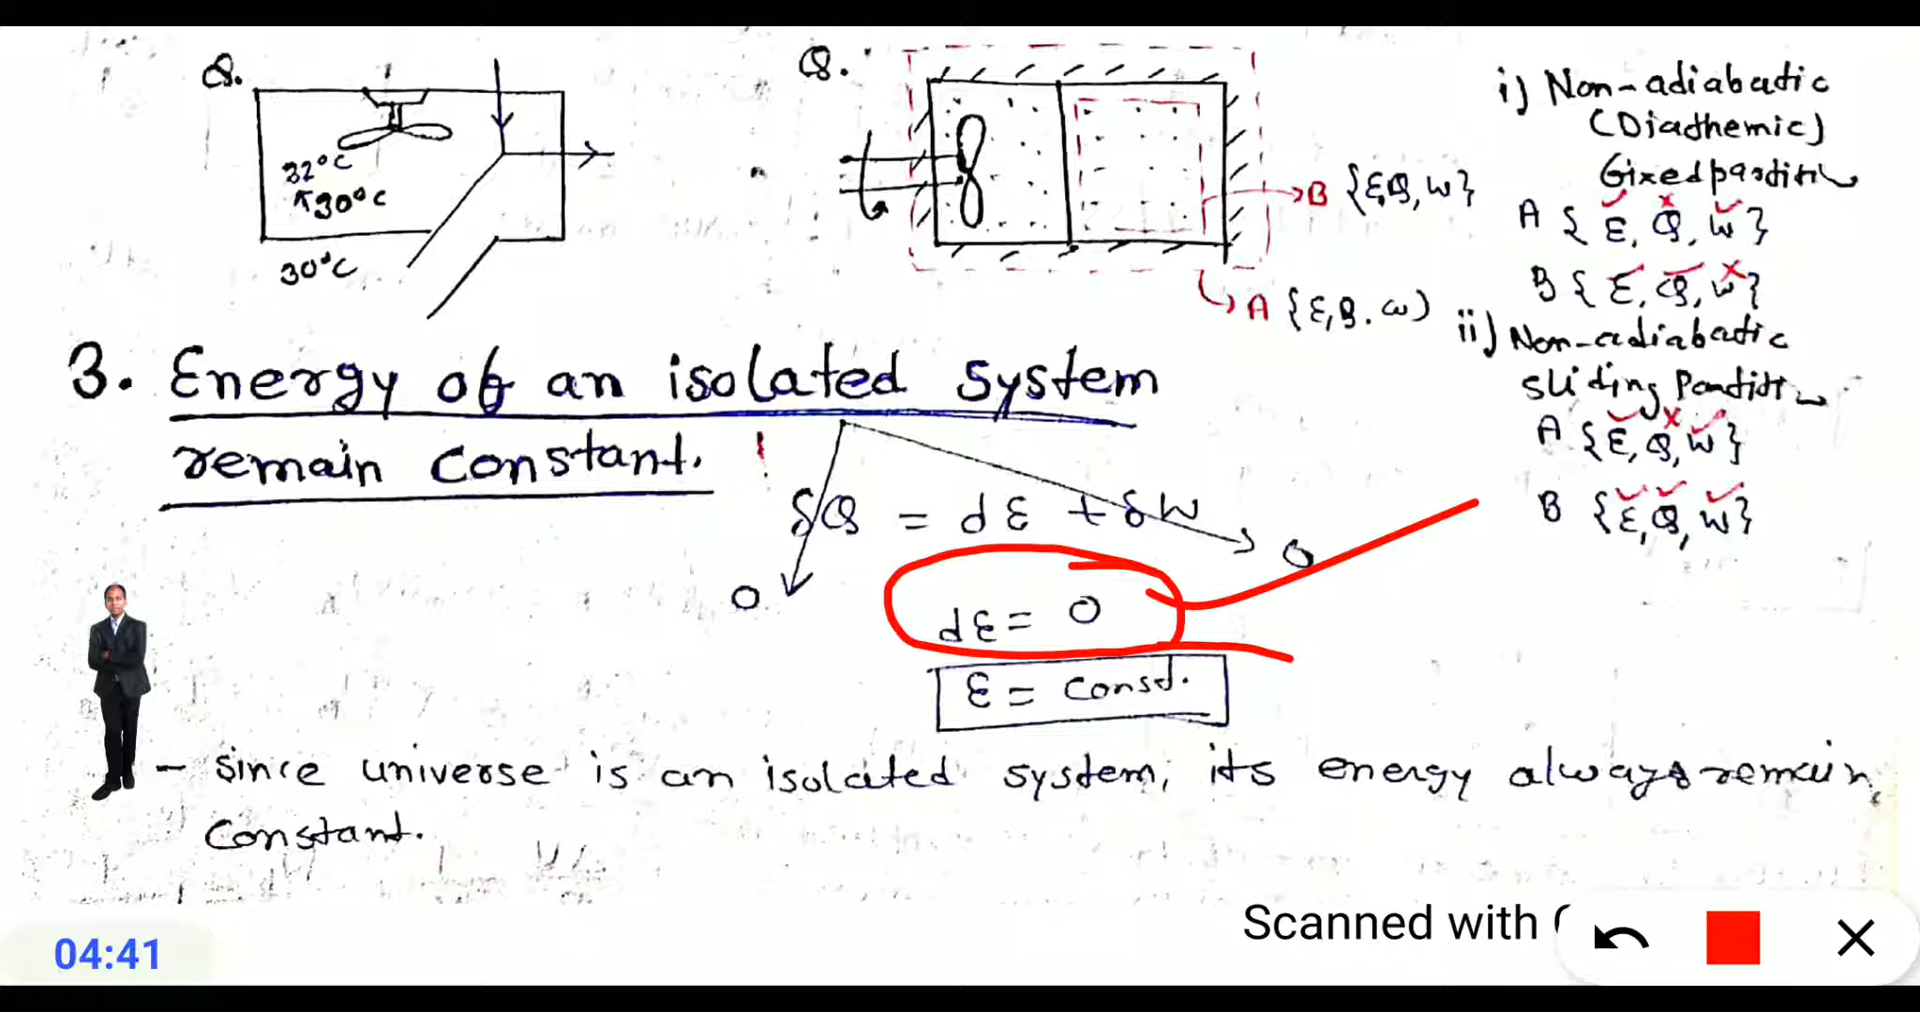 Q.
32°C
30°C
30°C
Q.
B {E,Q,W}
A {E,Q.W}
i) Non-adiabatic
(Diathemic)
Gixed partition
A { E, Q, W }
B { E, Q, W }
ii) Non-adiabatic
sliding Partition
A { E, Q, W }
B { E, Q, W }
3. Energy of an isolated system
remain constant. !
δQ = dE + δW
0
0
dE = 0
E = Const.
- Since universe is an isolated system, its energy always remain
Constant.
Scanned with
04:41